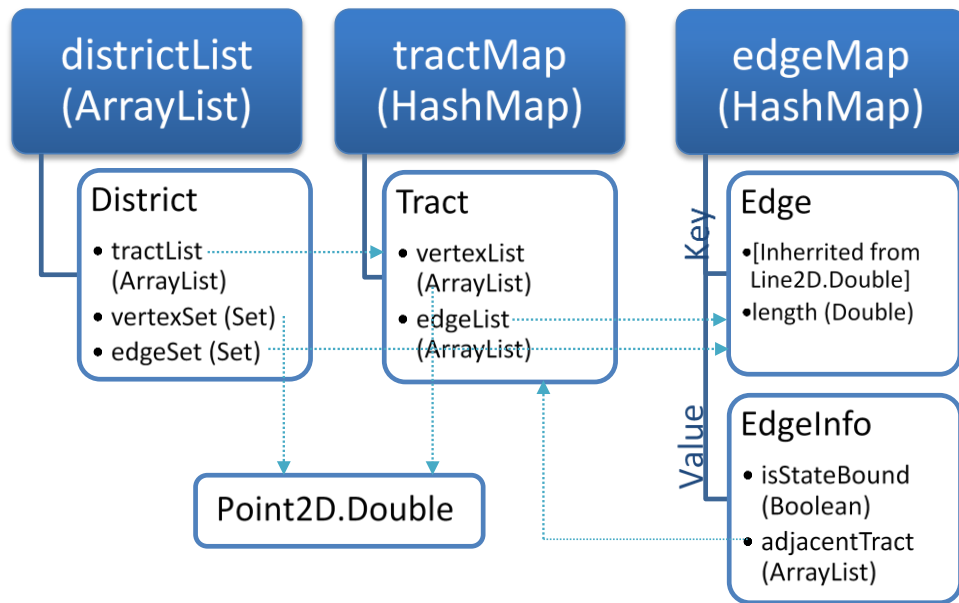 districtList
(ArrayList)
tractMap
(HashMap)
edgeMap
(HashMap)
District
• tractList
(ArrayList)
• vertexSet (Set)
• edgeSet (Set)
Tract
• vertexList
(ArrayList)
• edgeList
(ArrayList)
Key
Edge
•[Inherrited from
Line2D.Double]
•length (Double)
Value
EdgeInfo
• isStateBound
(Boolean)
• adjacentTract
(ArrayList)
Point2D.Double